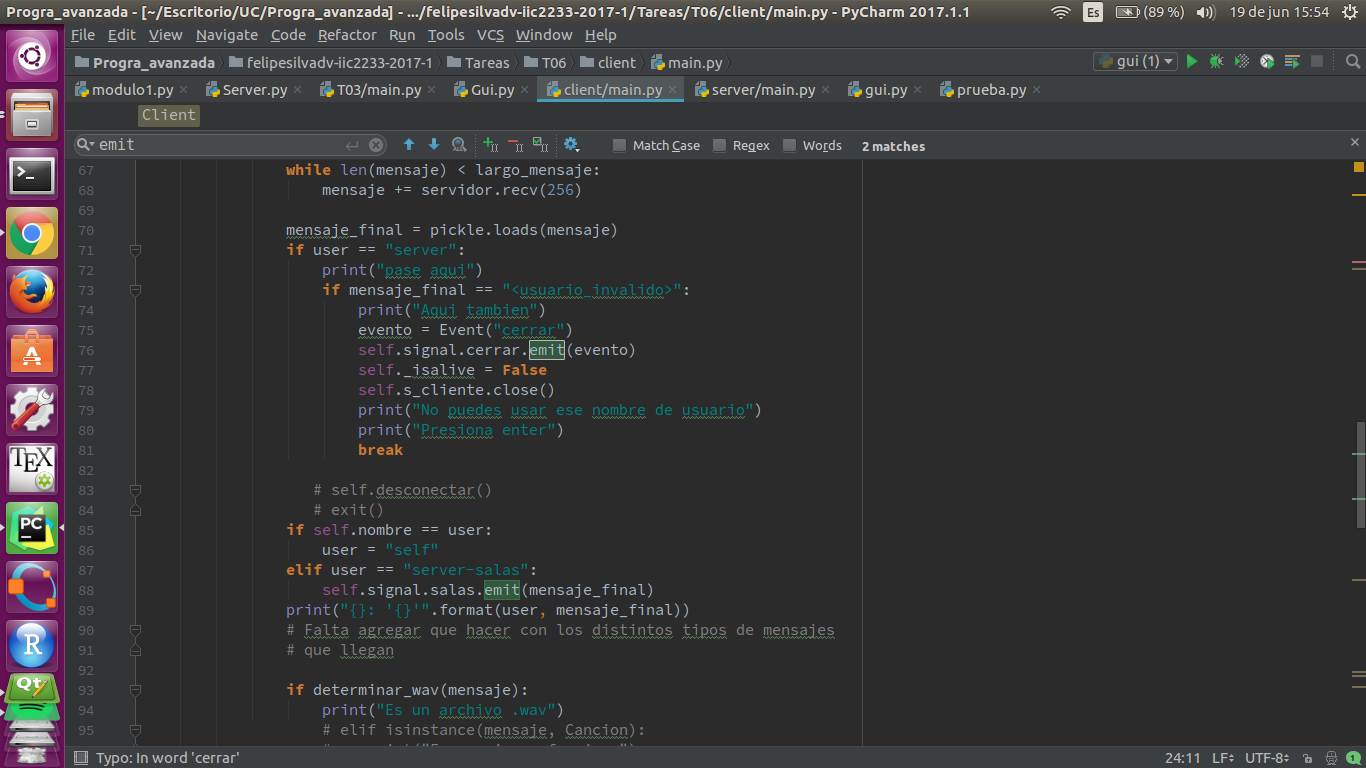 Progra_avanzada - [~/Escritorio/UC/Progra_avanzada] - .../felipesilvadv-iic2233-2017-1/Tareas/T06/client/main.py - PyCharm 2017.1.1
Es (89 %) 19 de jun 15:54
File Edit View Navigate Code Refactor Run Tools VCS Window Help
Progra_avanzada felipesilvadv-iic2233-2017-1 Tareas T06 client main.py gui (1)
modulo1.py Server.py T03/main.py Gui.py client/main.py server/main.py gui.py prueba.py
Client
emit Match Case Regex Words 2 matches
67 while len(mensaje) < largo_mensaje:
68 mensaje += servidor.recv(256)
69
70 mensaje_final = pickle.loads(mensaje)
71 if user == "server":
72 print("pase aqui")
73 if mensaje_final == "<usuario_invalido>":
74 print("Aqui tambien")
75 evento = Event("cerrar")
76 self.signal.cerrar.emit(evento)
77 self._isalive = False
78 self.s_cliente.close()
79 print("No puedes usar ese nombre de usuario")
80 print("Presiona enter")
81 break
82
83 # self.desconectar()
84 # exit()
85 if self.nombre == user:
86 user = "self"
87 elif user == "server-salas":
88 self.signal.salas.emit(mensaje_final)
89 print("{}: '{}'".format(user, mensaje_final))
90 # Falta agregar que hacer con los distintos tipos de mensajes
91 # que llegan
92
93 if determinar_wav(mensaje):
94 print("Es un archivo .wav")
95 # elif isinstance(mensaje, Cancion):
Typo: In word 'cerrar' 24:11 LF UTF-8 1
TEX
PC
R
Qt